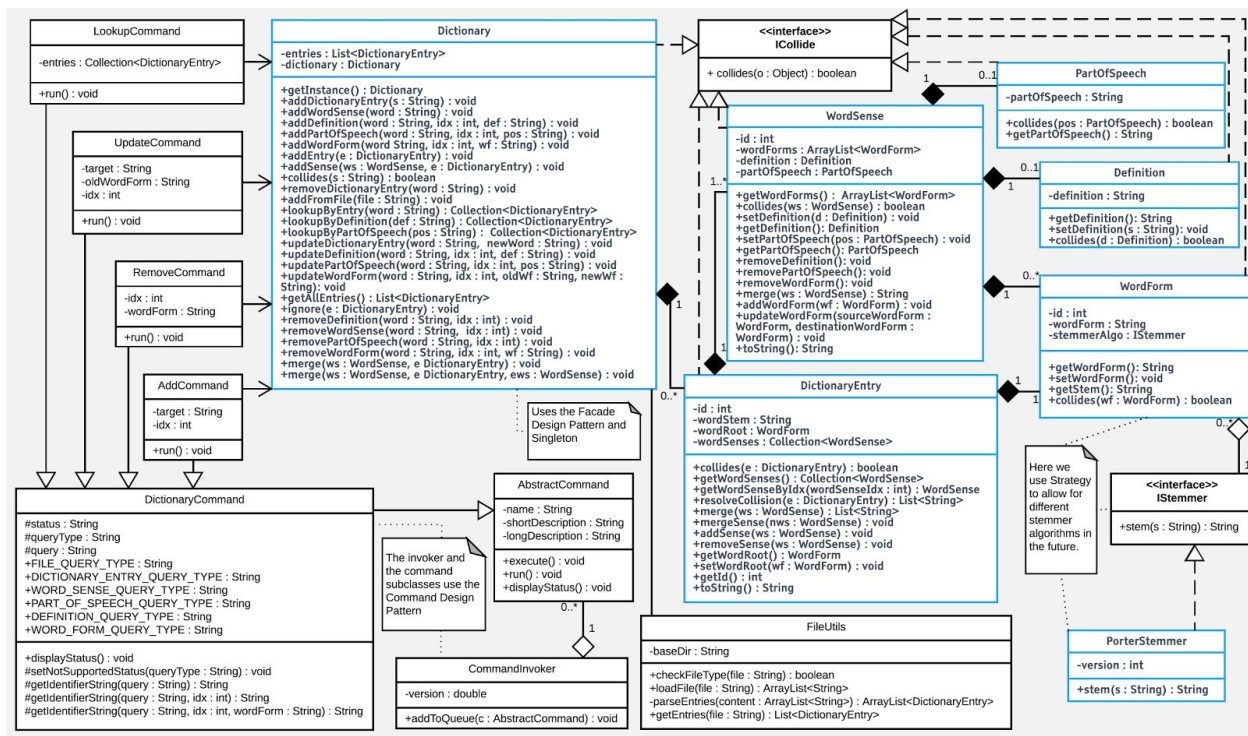 LookupCommand
-entries : Collection<DictionaryEntry>
+run() : void
UpdateCommand
-target : String
-oldWordForm : String
-idx : int
+run() : void
RemoveCommand
-idx : int
-wordForm : String
+run() : void
AddCommand
-target : String
-idx : int
+run() : void
Dictionary
-entries : List<DictionaryEntry>
-dictionary : Dictionary
+getInstance() : Dictionary
+addDictionaryEntry(s : String) : void
+addWordSense(word : String) : void
+addDefinition(word : String, idx : int, def : String) : void
+addPartOfSpeech(word : String, idx : int, pos : String) : void
+addWordForm(word String, idx : int, wf : String) : void
+addEntry(e : DictionaryEntry) : void
+addSense(ws : WordSense, e : DictionaryEntry) : void
+collides(s : String) : boolean
+removeDictionaryEntry(word : String) : void
+addFromFile(file : String) : void
+lookupByEntry(word : String) : Collection<DictionaryEntry>
+lookupByDefinition(def : String) : Collection<DictionaryEntry>
+lookupByPartOfSpeech(pos : String) : Collection<DictionaryEntry>
+updateDictionaryEntry(word : String, newWord : String) : void
+updateDefinition(word : String, idx : int, def : String) : void
+updatePartOfSpeech(word : String, idx : int, pos : String) : void
+updateWordForm(word : String, idx : int, oldWf : String, newWf :
String) : void
+getAllEntries() : List<DictionaryEntry>
+ignore(e : DictionaryEntry) : void
+removeDefinition(word : String, idx : int) : void
+removeWordSense(word : String, idx : int) : void
+removePartOfSpeech(word : String, idx : int) : void
+removeWordForm(word : String, idx : int, wf : String) : void
+merge(ws : WordSense, e DictionaryEntry) : void
+merge(ws : WordSense, e DictionaryEntry, ews : WordSense) : void
Uses the Facade
Design Pattern and
Singleton
<<interface>>
ICollide
+ collides(o : Object) : boolean
1
0..1
PartOfSpeech
-partOfSpeech : String
+collides(pos : PartOfSpeech) : boolean
+getPartOfSpeech() : String
WordSense
-id : int
-wordForms : ArrayList<WordForm>
-definition : Definition
-partOfSpeech : PartOfSpeech
+getWordForms() : ArrayList<WordForm>
+collides(ws : WordSense) : boolean
+setDefinition(d : Definition) : void
+getDefinition(): Definition
+setPartOfSpeech(pos : PartOfSpeech) : void
+getPartOfSpeech(): PartOfSpeech
+removeDefinition(): void
+removePartOfSpeech(): void
+removeWordForm(): void
+merge(ws : WordSense) : String
+addWordForm(wf : WordForm) : void
+updateWordForm(sourceWordForm :
WordForm, destinationWordForm :
WordForm) : void
+toString(): String
0..1
1
Definition
-definition : String
+getDefinition(): String
+setDefinition(s : String): void
+collides(d : Definition) : boolean
1..*
1
0..*
1
WordForm
-id : int
-wordForm : String
-stemmerAlgo : IStemmer
+getWordForm(): String
+setWordForm(): void
+getStem(): String
+collides(wf : WordForm) : boolean
1
1
0..*
1
1
0..*
1
DictionaryEntry
-id : int
-wordStem : String
-wordRoot : WordForm
-wordSenses : Collection<WordSense>
+collides(e : DictionaryEntry) : boolean
+getWordSenses() : Collection<WordSense>
+getWordSenseByIdx(wordSenseIdx : int) : WordSense
+resolveCollision(e : DictionaryEntry) : List<String>
+merge(ws : WordSense) : List<String>
+mergeSense(nws : WordSense) : void
+addSense(ws : WordSense) : void
+removeSense(ws : WordSense) : void
+getWordRoot() : WordForm
+setWordRoot(wf : WordForm) : void
+getId() : int
+toString() : String
Here we
use Strategy
to allow for
different
stemmer
algorithms in
the future.
<<interface>>
IStemmer
+stem(s : String) : String
PorterStemmer
-version : int
+stem(s : String) : String
DictionaryCommand
#status : String
#queryType : String
#query : String
+FILE_QUERY_TYPE : String
+DICTIONARY_ENTRY_QUERY_TYPE : String
+WORD_SENSE_QUERY_TYPE : String
+PART_OF_SPEECH_QUERY_TYPE : String
+DEFINITION_QUERY_TYPE : String
+WORD_FORM_QUERY_TYPE : String
+displayStatus() : void
#setNotSupportedStatus(queryType : String) : void
#getIdentifierString(query : String) : String
#getIdentifierString(query : String, idx : int) : String
#getIdentifierString(query : String, idx : int, wordForm : String) : String
The invoker and
the command
subclasses use the
Command Design
Pattern
AbstractCommand
-name : String
-shortDescription : String
-longDescription : String
+execute() : void
+run() : void
+displayStatus() : void
0..*
1
CommandInvoker
-version : double
+addToQueue(c : AbstractCommand) : void
FileUtils
-baseDir : String
+checkFileType(file : String) : boolean
+loadFile(file : String) : ArrayList<String>
-parseEntries(content : ArrayList<String>) : ArrayList<DictionaryEntry>
+getEntries(file : String) : List<DictionaryEntry>